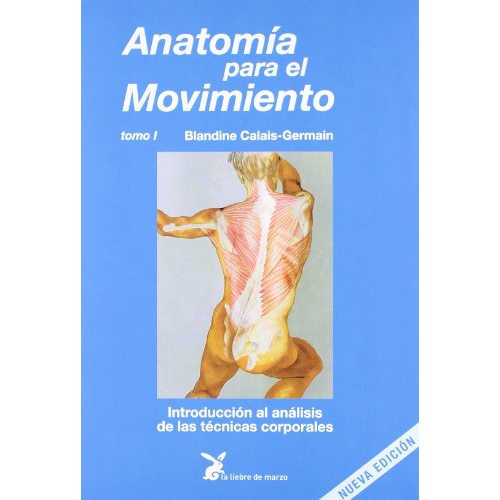 Anatomía
para el
Movimiento
tomo I Blandine Calais-Germain
Introducción al análisis
de las técnicas corporales
la liebre de marzo
NUEVA EDICIÓN